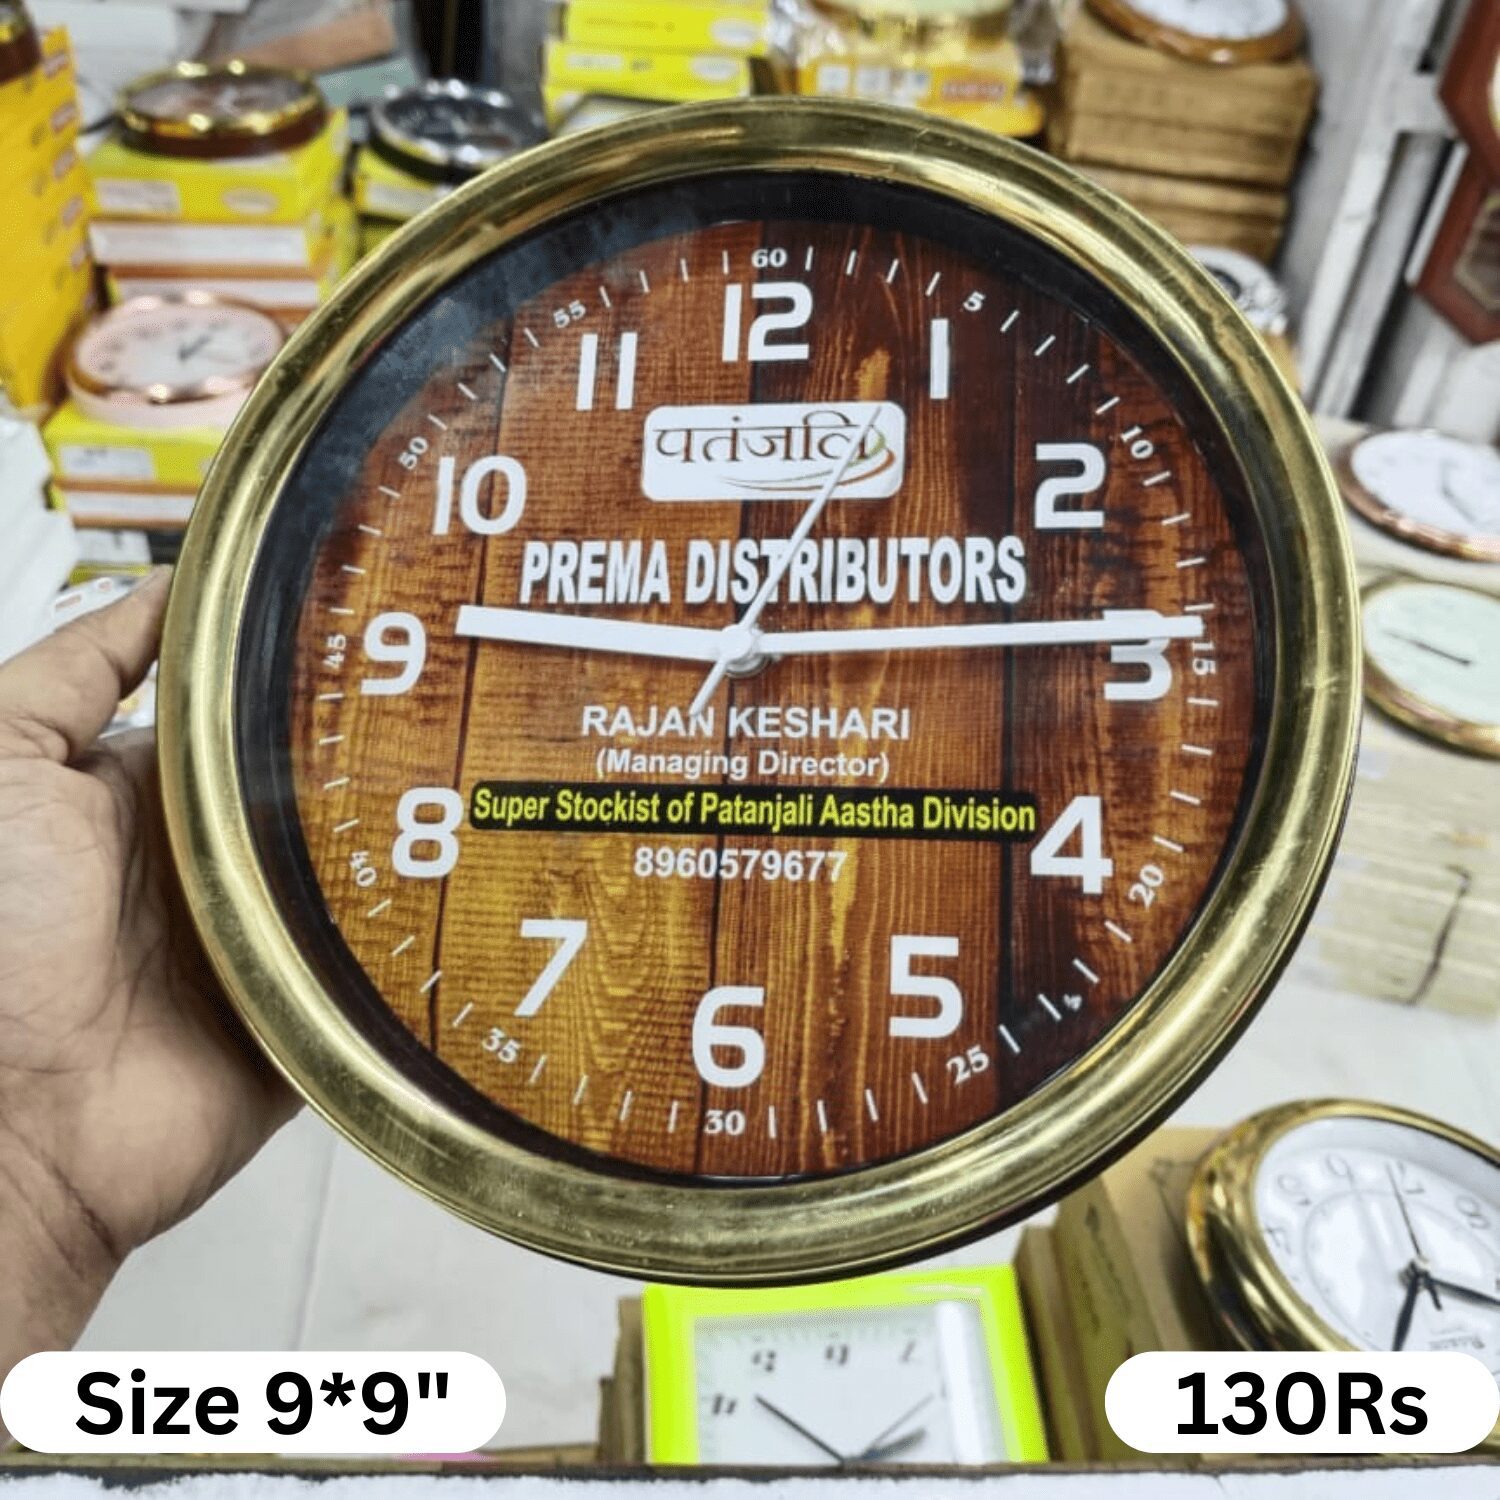 60
55 5
12
11 1
50 10
पतंजलि
10 2
PREMA DISTRIBUTORS
45 9 3 15
RAJAN KESHARI
(Managing Director)
Super Stockist of Patanjali Aastha Division
8960579677
40 8 4 20
7 5
6
35 25
30
Size 9*9"
130Rs